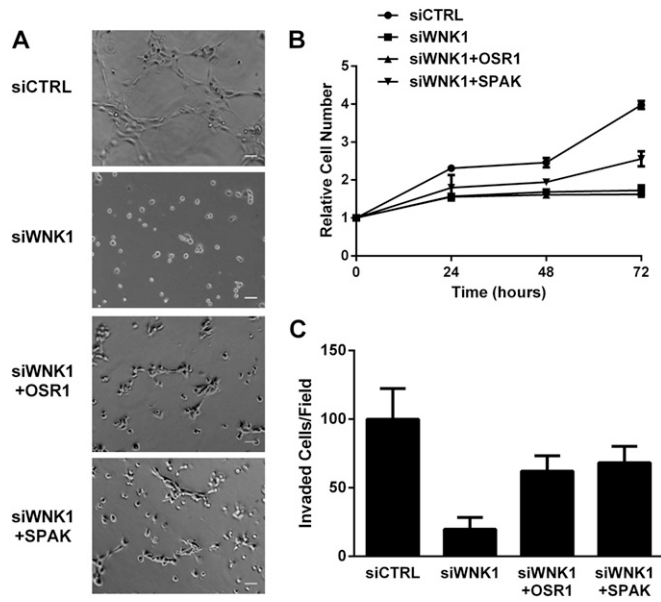 A
siCTRL
siWNK1
siWNK1
+OSR1
siWNK1
+SPAK
B
siCTRL
siWNK1
siWNK1+OSR1
siWNK1+SPAK
Relative Cell Number
5
4
3
2
1
0
0
24
48
72
Time (hours)
C
Invaded Cells/Field
150
100
50
0
siCTRL
siWNK1
siWNK1
+OSR1
siWNK1
+SPAK